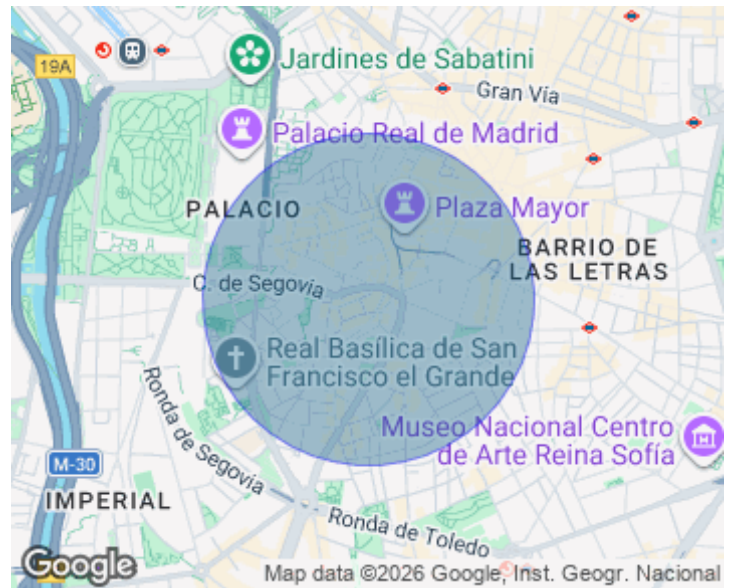 19A
Jardines de Sabatini
Gran Vía
Palacio Real de Madrid
PALACIO
Plaza Mayor
BARRIO DE
LAS LETRAS
C. de Segovia
Real Basílica de San
Francisco el Grande
Ronda de Segovia
Museo Nacional Centro
de Arte Reina Sofía
M-30
IMPERIAL
Ronda de Toledo
Google
Map data ©2026 Google, Inst. Geogr. Nacional